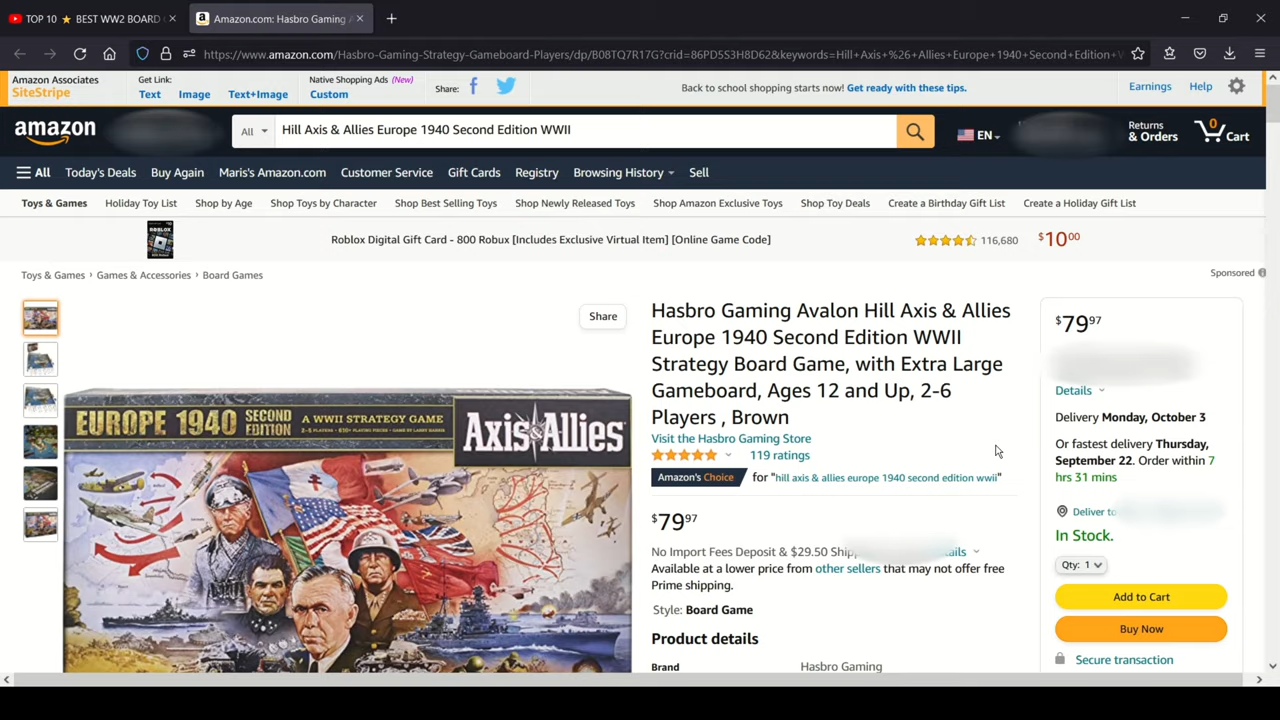 TOP 10 ★ BEST WW2 BOARD
Amazon.com: Hasbro Gaming A
https://www.amazon.com/Hasbro-Gaming-Strategy-Gameboard-Players/dp/B08TQ7R17G?crid=86PD5S3H8D62&keywords=Hill+Axis+%26+Allies+Europe+1940+Second+Edition+
Amazon Associates
SiteStripe
Get Link:
Text
Image
Text+Image
Native Shopping Ads (New)
Custom
Share:
Back to school shopping starts now! Get ready with these tips.
Earnings
Help
amazon
All
Hill Axis & Allies Europe 1940 Second Edition WWII
EN
Returns
& Orders
0
Cart
All
Today's Deals
Buy Again
Maris's Amazon.com
Customer Service
Gift Cards
Registry
Browsing History
Sell
Toys & Games
Holiday Toy List
Shop by Age
Shop Toys by Character
Shop Best Selling Toys
Shop Newly Released Toys
Shop Amazon Exclusive Toys
Shop Toy Deals
Create a Birthday Gift List
Create a Holiday Gift List
ROBLOX
Roblox Digital Gift Card - 800 Robux [Includes Exclusive Virtual Item] [Online Game Code]
116,680
$1000
Toys & Games › Games & Accessories › Board Games
Sponsored
Share
EUROPE 1940 SECOND EDITION
A WWII STRATEGY GAME
Axis & Allies
Hasbro Gaming Avalon Hill Axis & Allies
Europe 1940 Second Edition WWII
Strategy Board Game, with Extra Large
Gameboard, Ages 12 and Up, 2-6
Players , Brown
Visit the Hasbro Gaming Store
119 ratings
Amazon's Choice for "hill axis & allies europe 1940 second edition wwii"
$7997
No Import Fees Deposit & $29.50 Ship
Available at a lower price from other sellers that may not offer free
Prime shipping.
Style: Board Game
Product details
Brand Hasbro Gaming
$7997
Details
Delivery Monday, October 3
Or fastest delivery Thursday,
September 22. Order within 7
hrs 31 mins
Deliver to
In Stock.
Qty: 1
Add to Cart
Buy Now
Secure transaction